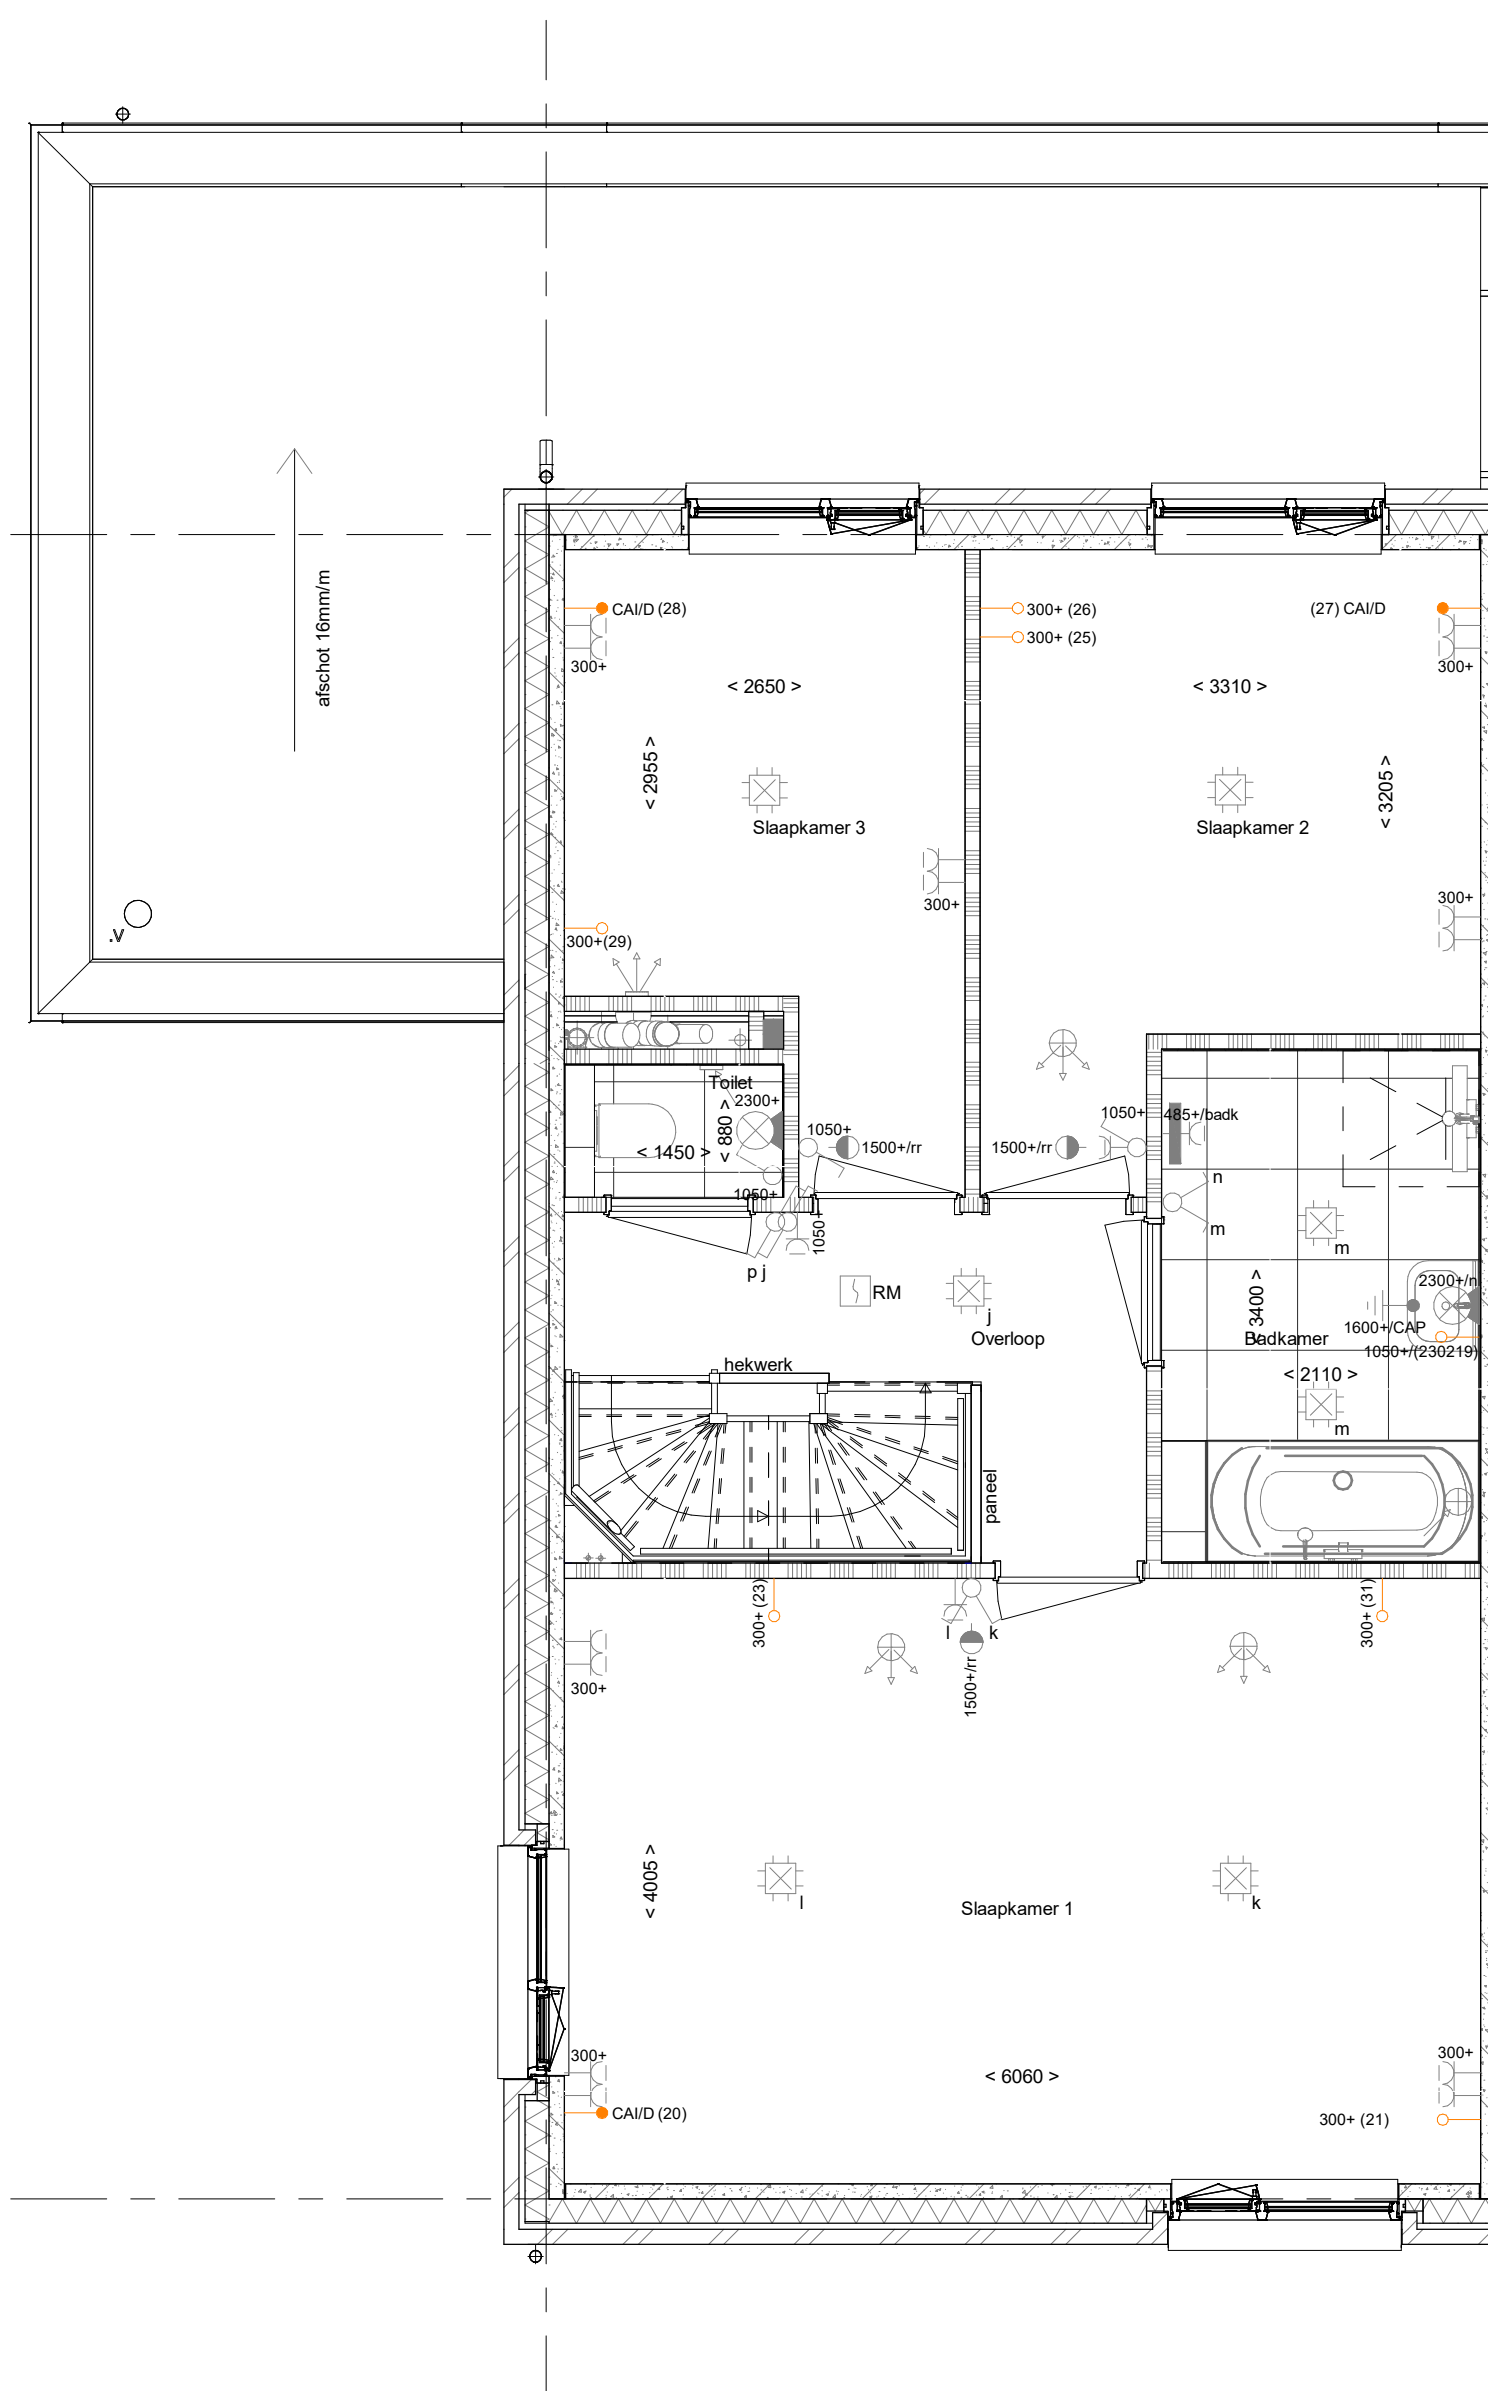 CAI/D (28)
300+ (26)
(27) CAI/D
300+ (25)
300+
300+
< 2650 >
< 3310 >
afschot 16mm/m
< 2955 >
< 3205 >
Slaapkamer 3
Slaapkamer 2
300+
300+
.V
300+(29)
Toilet
2300+
< 880 >
< 1450 >
1050+
1050+
1500+/rr
1500+/rr
1050+
485+/badk
1050+
n
m
m
p j
RM
j
Overloop
2300+/n
< 3400 >
1600+/CAP
Badkamer
1050+/(230219)
< 2110 >
m
hekwerk
paneel
300+ (23)
l
k
300+ (31)
1500+/rr
300+
< 4005 >
l
k
Slaapkamer 1
300+
300+
< 6060 >
CAI/D (20)
300+ (21)